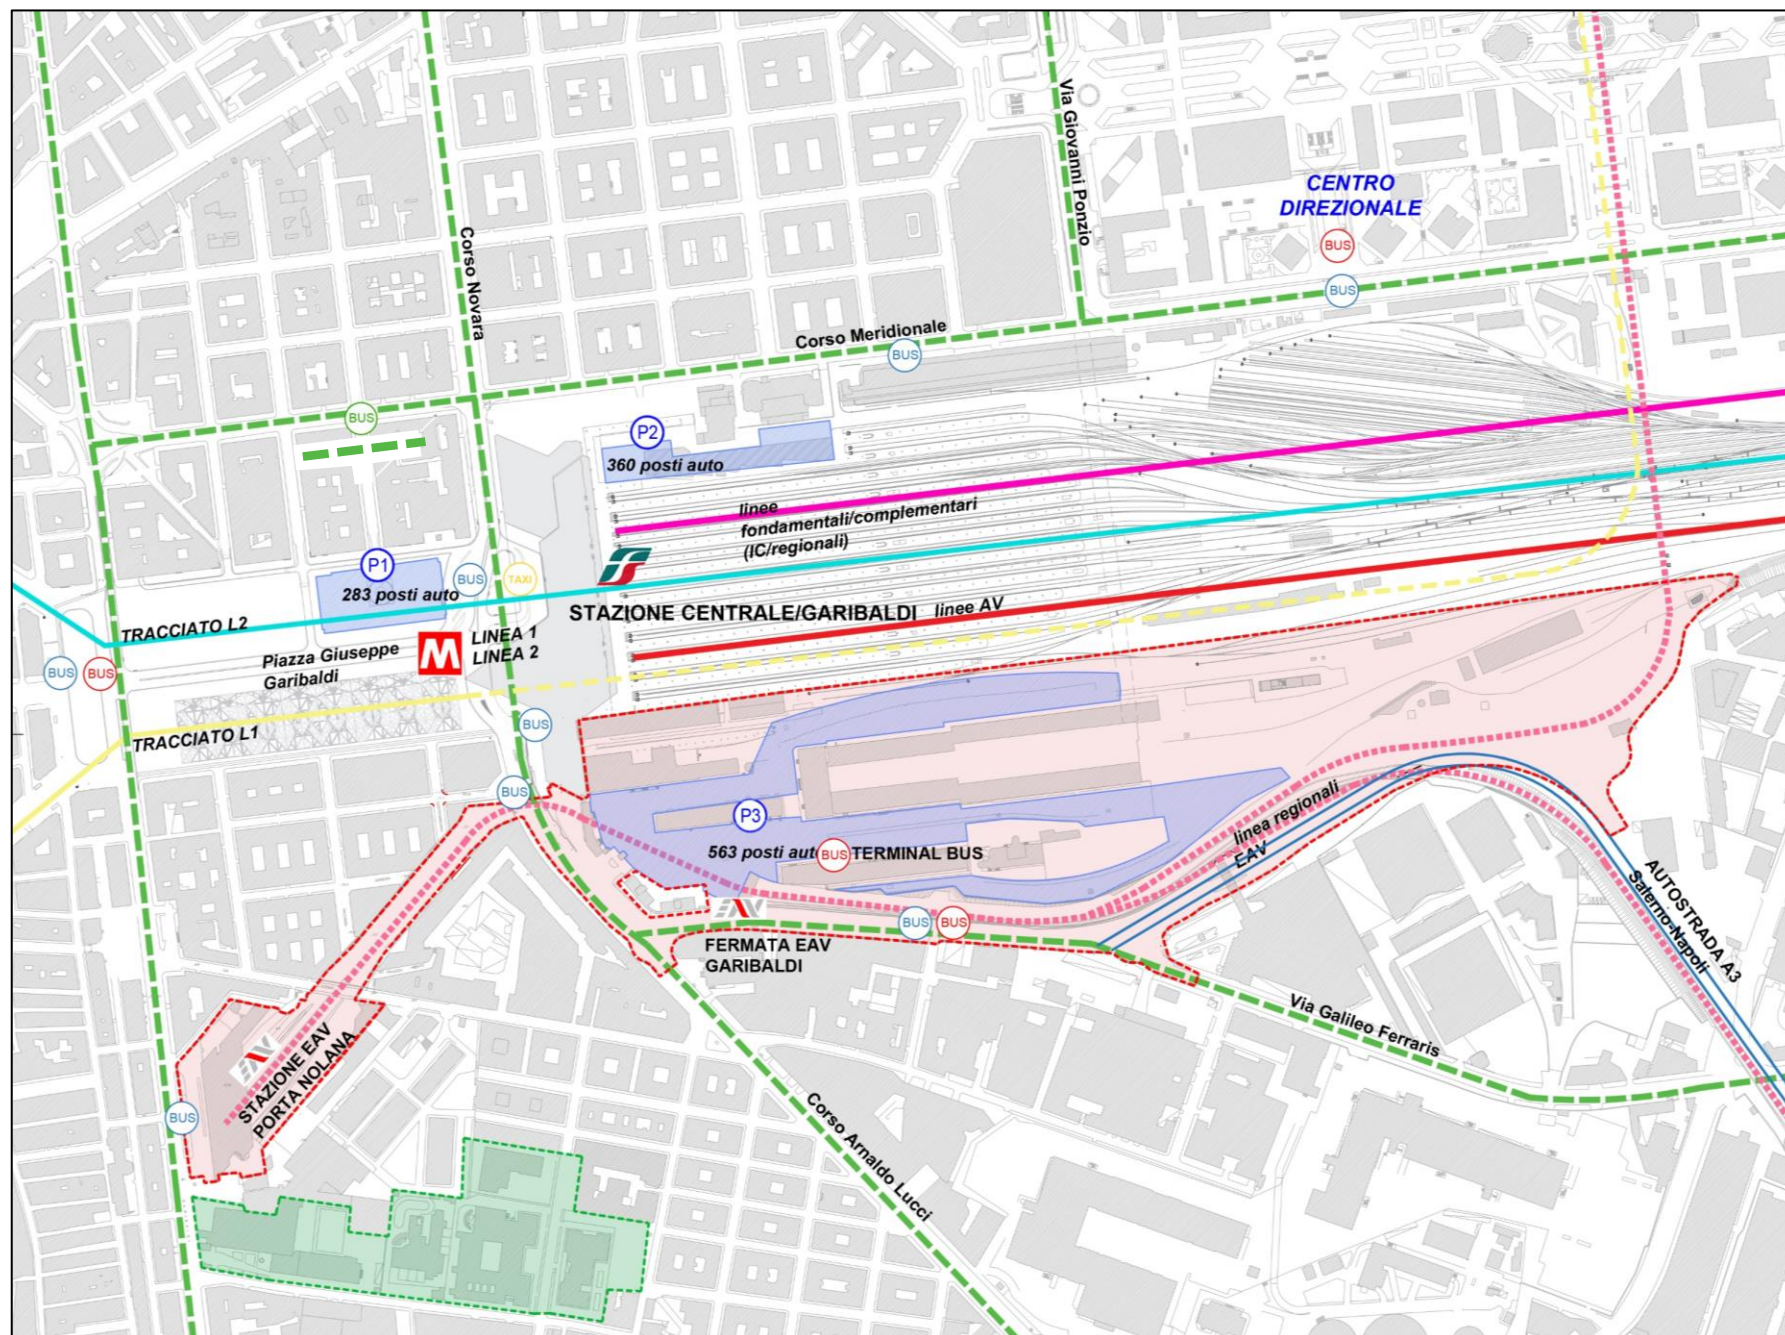 CENTRO
DIREZIONALE
BUS
BUS
Via Giovanni Ponzio
Corso Novara
Corso Meridionale
BUS
BUS
P2
360 posti auto
linee
fondamentali/complementari
(IC/regionali)
P1
283 posti auto
BUS
TAXI
STAZIONE CENTRALE/GARIBALDI
linee AV
TRACCIATO L2
M
LINEA 1
LINEA 2
Piazza Giuseppe
Garibaldi
BUS
BUS
TRACCIATO L1
BUS
BUS
P3
563 posti auto
BUS
TERMINAL BUS
linea regionali
EAV
AUTOSTRADA A3
Salerno-Napoli
EAV
BUS
BUS
FERMATA EAV
GARIBALDI
Via Galileo Ferraris
EAV
STAZIONE EAV
PORTA NOLANA
BUS
Corso Arnaldo Lucci